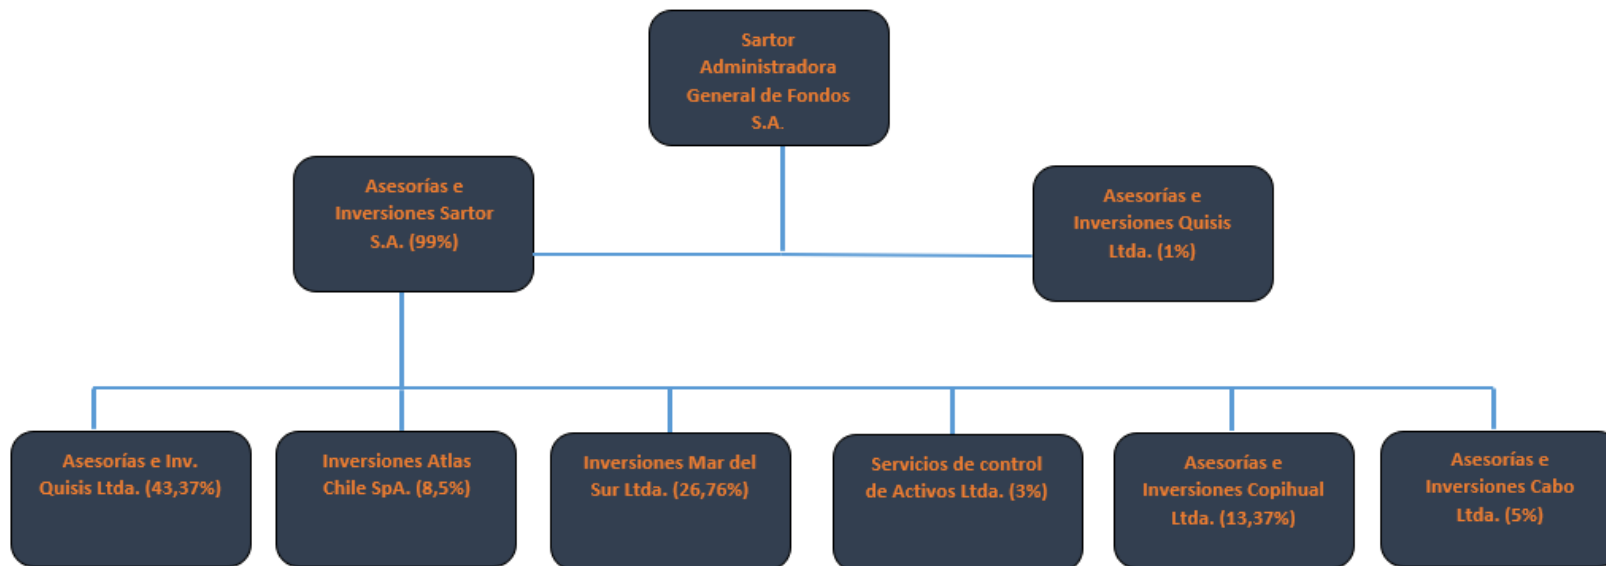 Sartor
Administradora
General de Fondos
S.A.
Asesorías e
Inversiones Sartor
S.A. (99%)
Asesorías e
Inversiones Quisis
Ltda. (1%)
Asesorías e Inv.
Quisis Ltda. (43,37%)
Inversiones Atlas
Chile SpA. (8,5%)
Inversiones Mar del
Sur Ltda. (26,76%)
Servicios de control
de Activos Ltda. (3%)
Asesorías e
Inversiones Copihual
Ltda. (13,37%)
Asesorías e
Inversiones Cabo
Ltda. (5%)